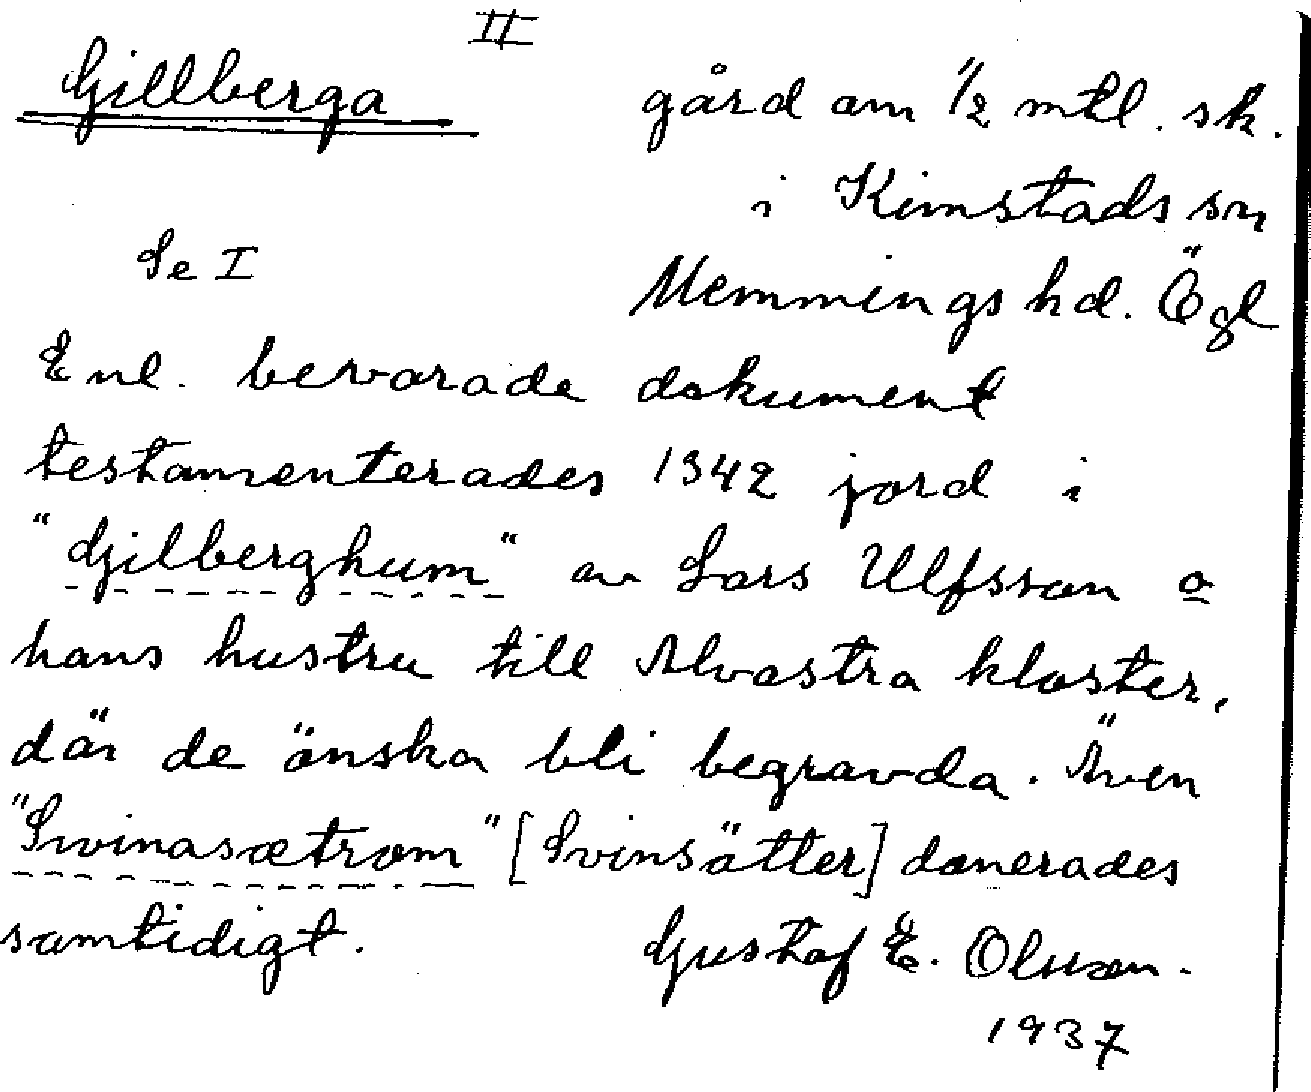 II
Gillberga
gård om 1/2 mtl. sk.
i Kimstads sn
Se I
Memmings hd. Ögl
Enl. bevarade dokument
testamenterades 1342 jord i
"Gilberghum" av Lars Ulfsson o
hans hustru till Alvastra kloster,
där de önska bli begravda. Även
"Swinasætrom" [Svinsätter] donerades
samtidigt.
Gustaf E. Olsson.
1937